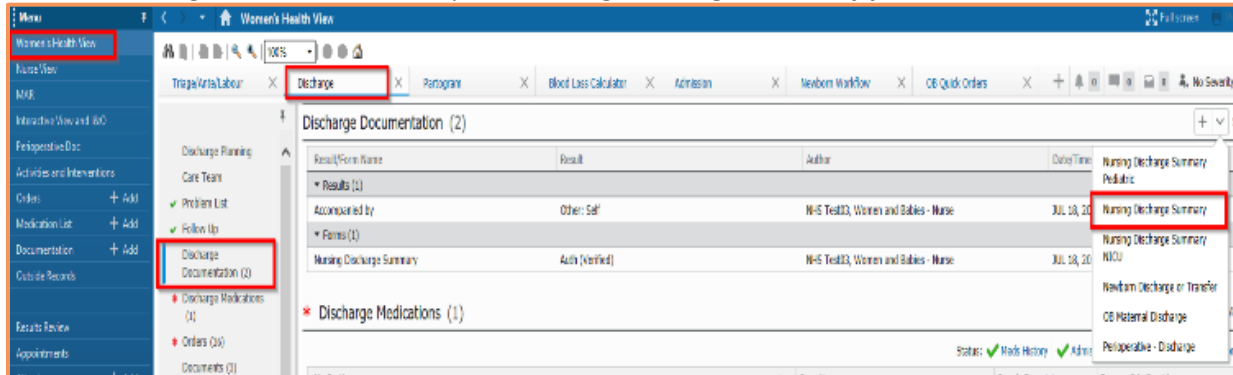 Menu
Women's Health View
Full screen
Women's Health View
Nurse View
MAR
Interactive View and I&O
Perioperative Doc
Activities and Interventions
Orders + Add
Medication List + Add
Documentation + Add
Outside Records
Results Review
Appointments
100%
Triage/Ante/Labour
Discharge
Partogram
Blood Loss Calculator
Admission
Newborn Workflow
OB Quick Orders
0 0 0 No Severity
Discharge Planning
Care Team
Problem List
Follow Up
Discharge
Documentation (2)
Discharge Medications
(1)
Orders (16)
Discharge Documentation (2)
Result/Form Name Result Author Date/Time
Results (1)
Accompanied by Other: Self NHS Test03, Women and Babies - Nurse JUL 18, 20
Forms (1)
Nursing Discharge Summary Auth (Verified) NHS Test03, Women and Babies - Nurse JUL 18, 20
* Discharge Medications (1)
Status: Meds History
Nursing Discharge Summary
Pediatric
Nursing Discharge Summary
Nursing Discharge Summary
NICU
Newborn Discharge or Transfer
OB Maternal Discharge
Perioperative - Discharge